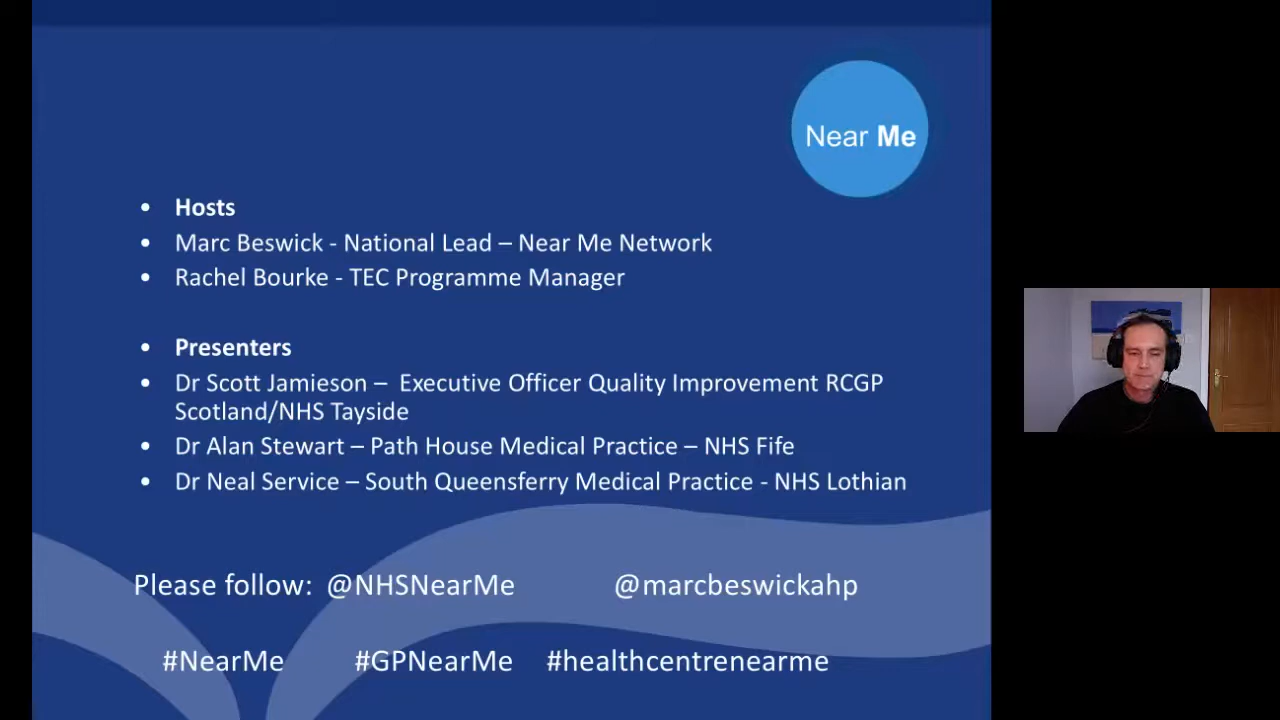 Near Me
• Hosts
• Marc Beswick - National Lead – Near Me Network
• Rachel Bourke - TEC Programme Manager
• Presenters
• Dr Scott Jamieson –  Executive Officer Quality Improvement RCGP
Scotland/NHS Tayside
• Dr Alan Stewart – Path House Medical Practice – NHS Fife
• Dr Neal Service – South Queensferry Medical Practice - NHS Lothian
Please follow: @NHSNearMe @marcbeswickahp
#NearMe #GPNearMe #healthcentrenearme